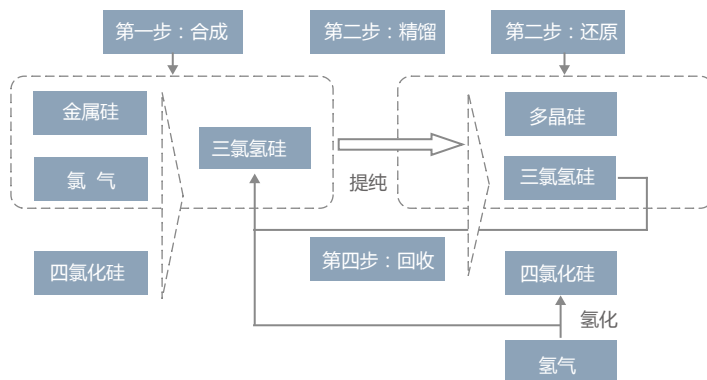 第一步：合成
第二步：精馏
第二步：还原
金属硅
多晶硅
三氯氢硅
提纯
氯 气
三氯氢硅
四氯化硅
第四步：回收
四氯化硅
氢化
氢气